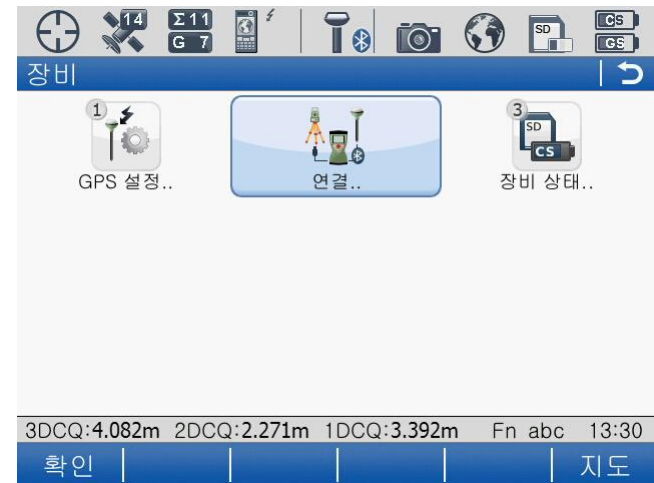 14 Σ11 SD CS
G 7 GS
장비
1 3 SD CS
GPS 설정.. 연결.. 장비 상태..
3DCQ:4.082m 2DCQ:2.271m 1DCQ:3.392m Fn abc 13:30
확인 지도